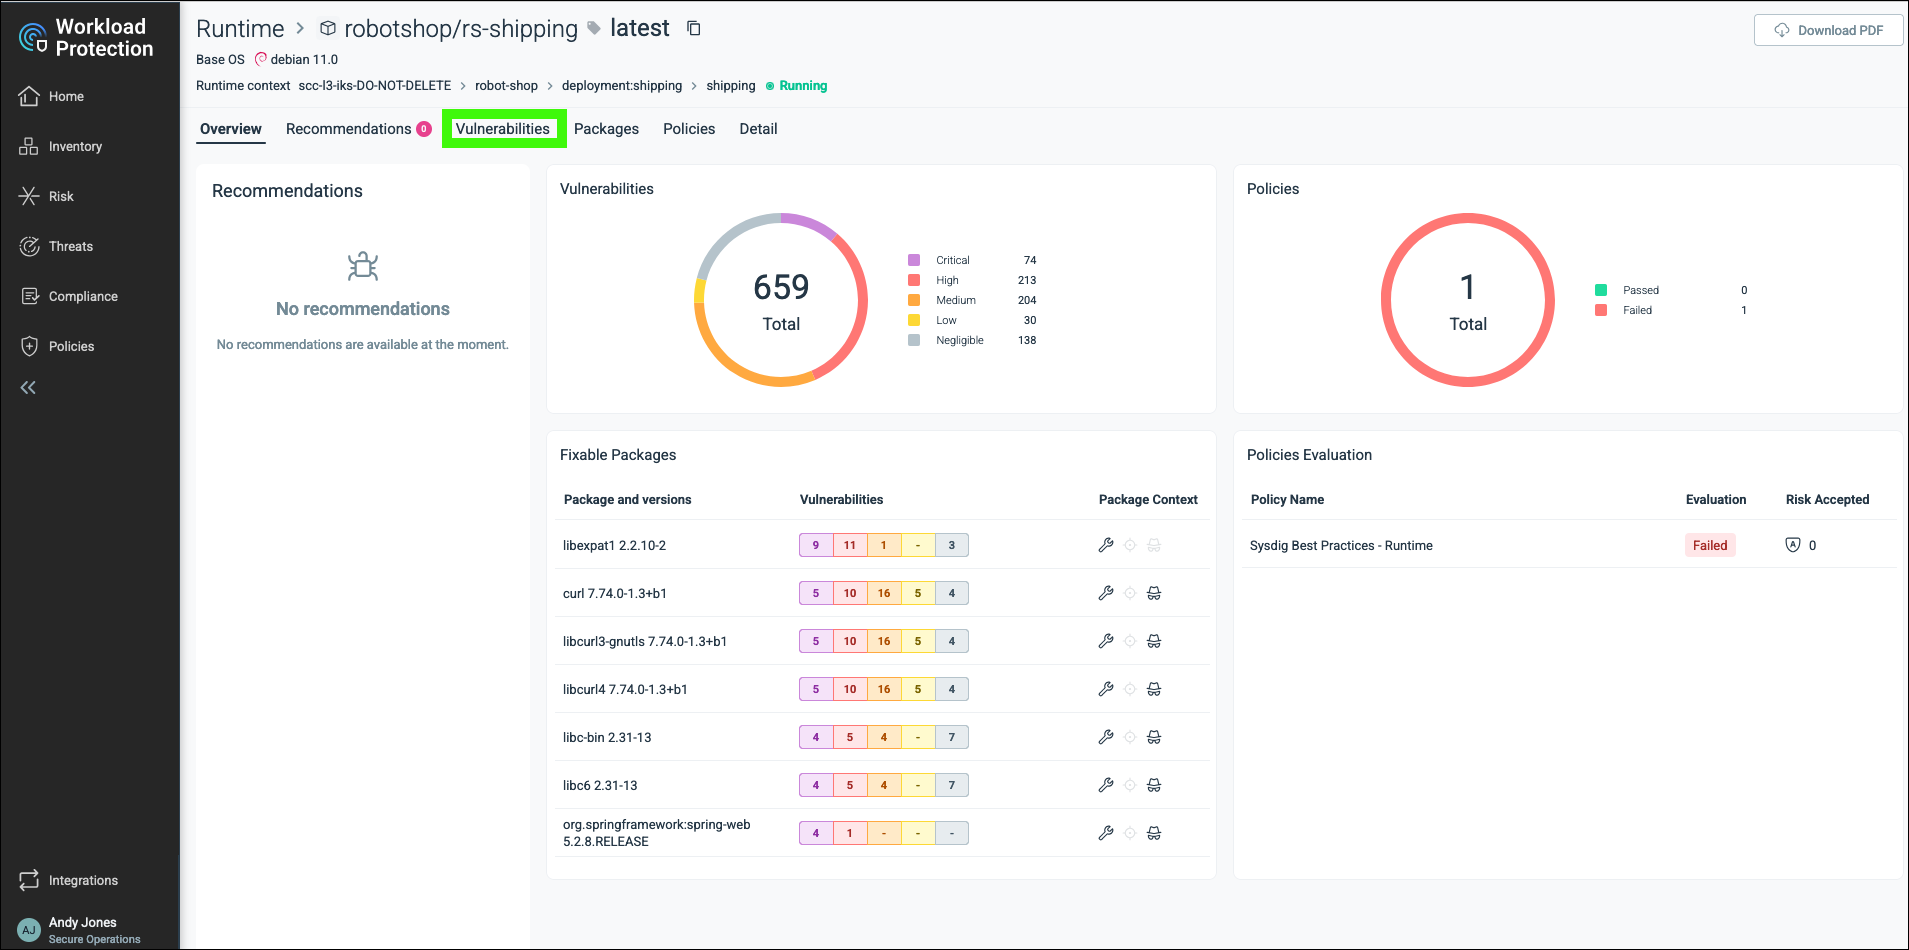 Workload
Protection
Home
Inventory
Risk
Threats
Compliance
Policies
Integrations
AJ
Andy Jones
Secure Operations
Runtime > robotshop/rs-shipping latest
Download PDF
Base OS debian 11.0
Runtime context scc-l3-iks-DO-NOT-DELETE > robot-shop > deployment:shipping > shipping Running
Overview Recommendations 0 Vulnerabilities Packages Policies Detail
Recommendations
No recommendations
No recommendations are available at the moment.
Vulnerabilities
659
Total
Critical 74
High 213
Medium 204
Low 30
Negligible 138
Policies
1
Total
Passed 0
Failed 1
Fixable Packages
Package and versions Vulnerabilities Package Context
libexpat1 2.2.10-2 9 11 1 - 3
curl 7.74.0-1.3+b1 5 10 16 5 4
libcurl3-gnutls 7.74.0-1.3+b1 5 10 16 5 4
libcurl4 7.74.0-1.3+b1 5 10 16 5 4
libc-bin 2.31-13 4 5 4 - 7
libc6 2.31-13 4 5 4 - 7
org.springframework:spring-web
5.2.8.RELEASE 4 1 - - -
Policies Evaluation
Policy Name Evaluation Risk Accepted
Sysdig Best Practices - Runtime Failed A 0